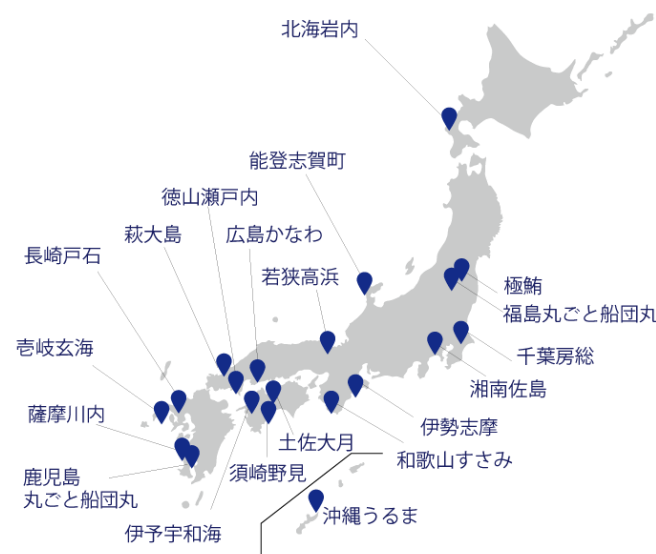 北海岩内
能登志賀町
徳山瀬戸内
萩大島
広島かなわ
長崎戸石
若狭高浜
極鮪
福島丸ごと船団丸
壱岐玄海
千葉房総
湘南佐島
薩摩川内
伊勢志摩
土佐大月
和歌山すさみ
須崎野見
鹿児島
丸ごと船団丸
沖縄うるま
伊予宇和海